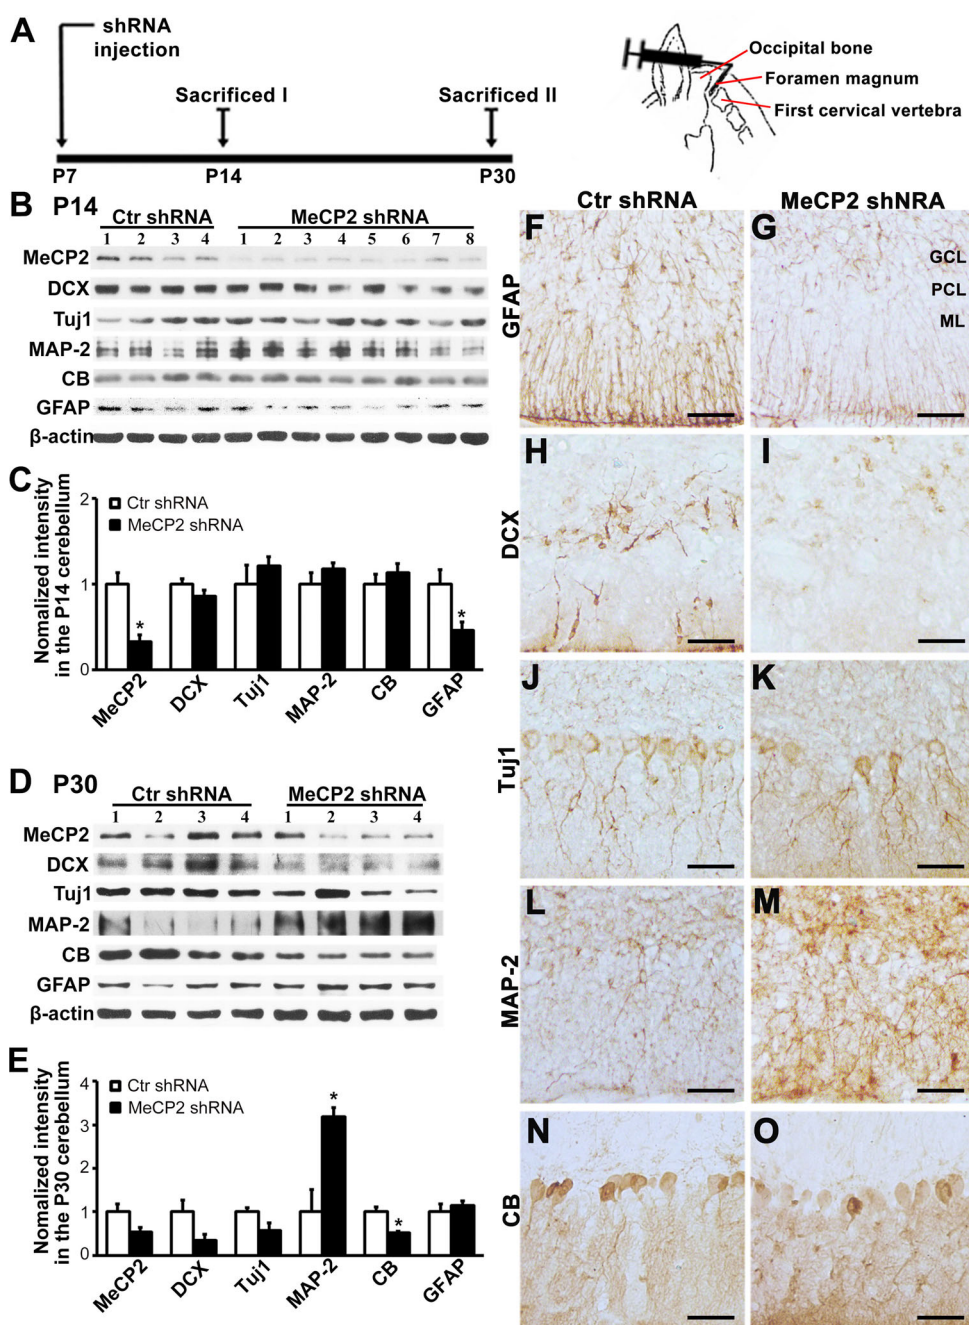 A
shRNA
injection
Sacrificed I
Sacrificed II
P7
P14
P30
Occipital bone
Foramen magnum
First cervical vertebra
B P14
Ctr shRNA
MeCP2 shRNA
1 2 3 4 1 2 3 4 5 6 7 8
MeCP2
DCX
Tuj1
MAP-2
CB
GFAP
β-actin
C
Nomalized intensity
in the P14 cerebellum
2
1
0
Ctr shRNA
MeCP2 shRNA
* *
MeCP2 DCX Tuj1 MAP-2 CB GFAP
D P30
Ctr shRNA
MeCP2 shRNA
1 2 3 4 1 2 3 4
MeCP2
DCX
Tuj1
MAP-2
CB
GFAP
β-actin
E
Nomalized intensity
in the P30 cerebellum
4
3
2
1
0
Ctr shRNA
MeCP2 shRNA
* *
MeCP2 DCX Tuj1 MAP-2 CB GFAP
Ctr shRNA
MeCP2 shNRA
GFAP
F
G
GCL
PCL
ML
DCX
H
I
Tuj1
J
K
MAP-2
L
M
CB
N
O